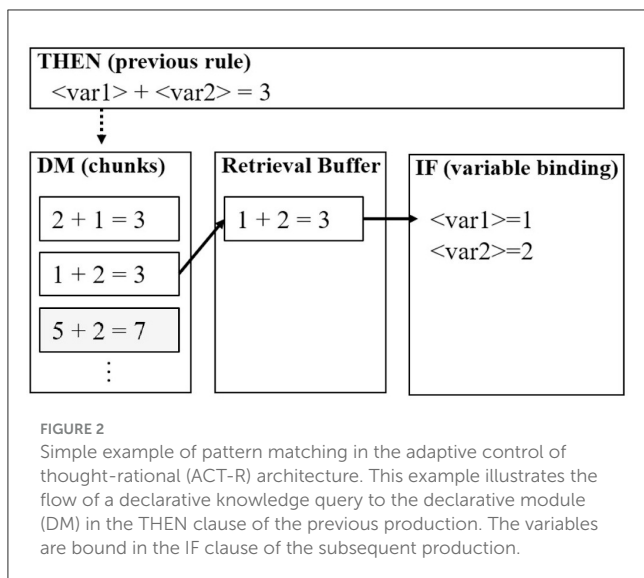 THEN (previous rule)
<var1> + <var2> = 3
DM (chunks)
2 + 1 = 3
1 + 2 = 3
5 + 2 = 7
⋮
Retrieval Buffer
1 + 2 = 3
IF (variable binding)
<var1>=1
<var2>=2
FIGURE 2
Simple example of pattern matching in the adaptive control of
thought-rational (ACT-R) architecture. This example illustrates the
flow of a declarative knowledge query to the declarative module
(DM) in the THEN clause of the previous production. The variables
are bound in the IF clause of the subsequent production.